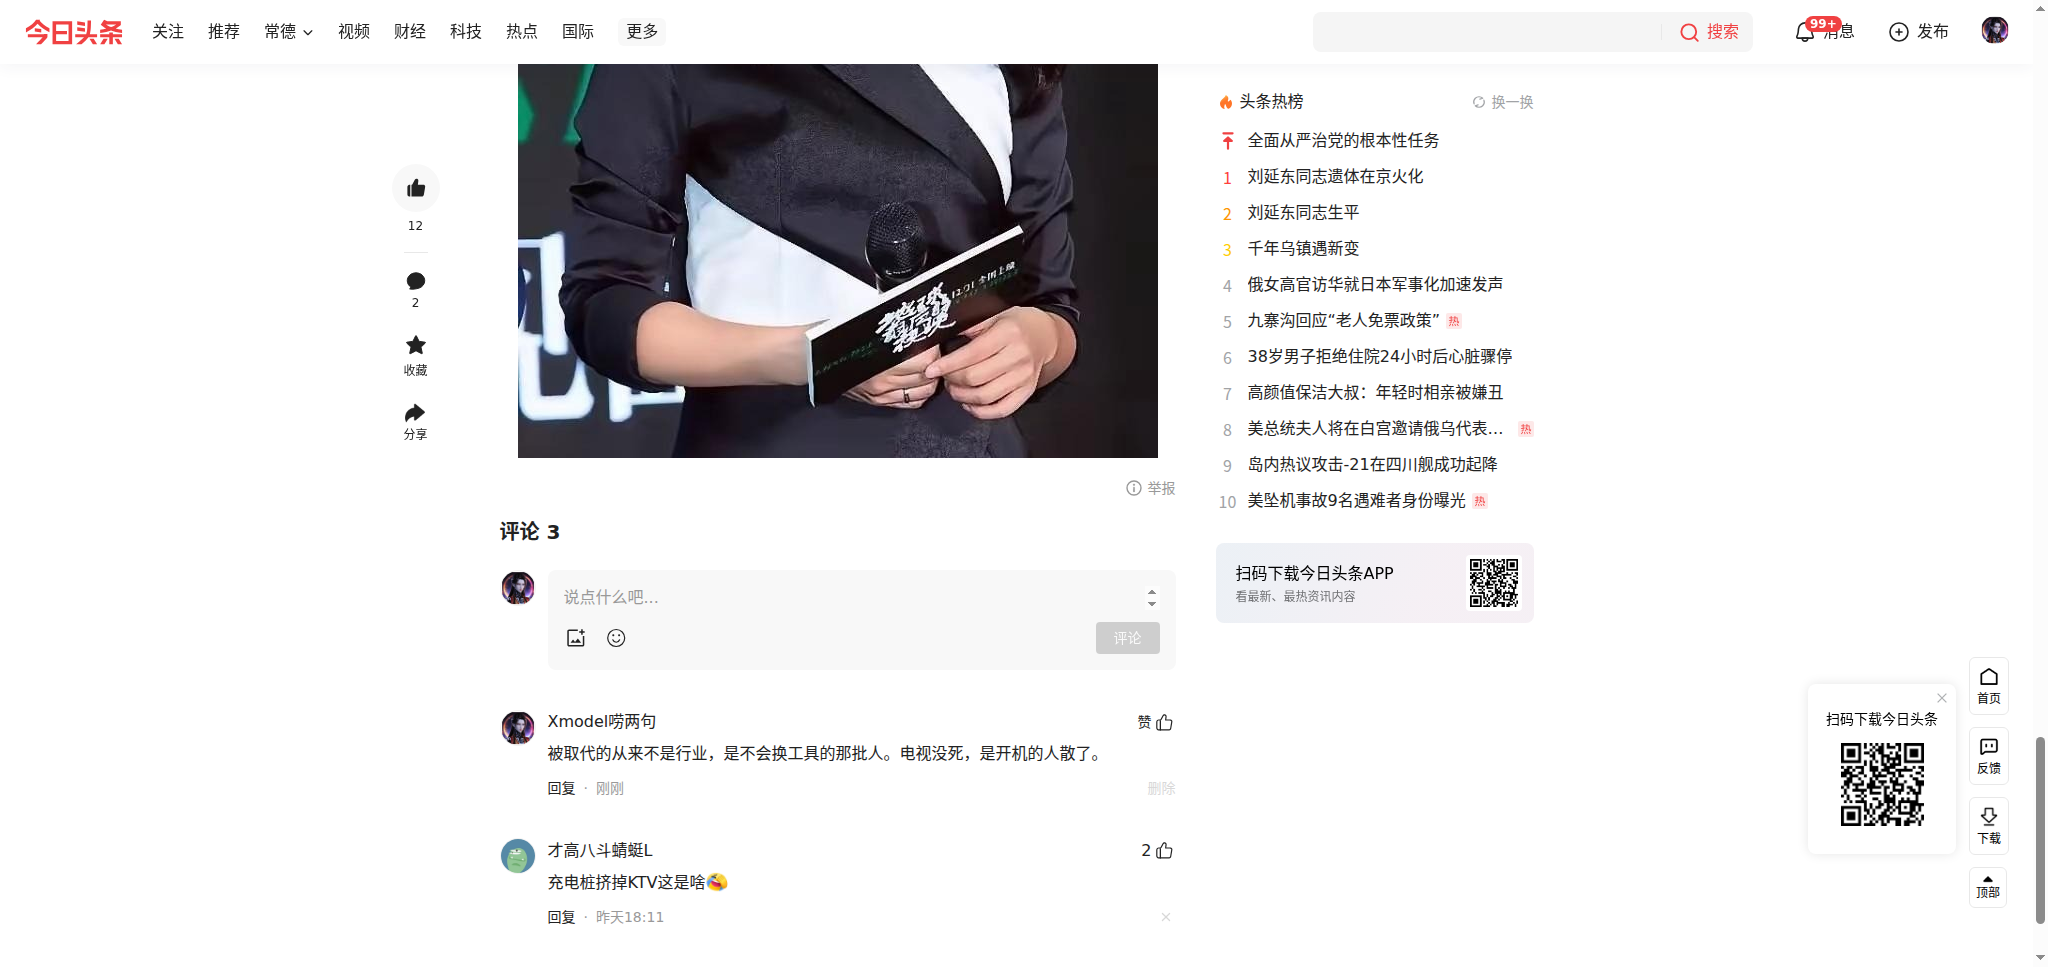 今日头条
关注
推荐
常德
视频
财经
科技
热点
国际
更多
搜索
99+
消息
发布
12
2
收藏
分享
12.01 全国上映
举报
评论 3
说点什么吧...
评论
Xmodel唠两句
赞
被取代的从来不是行业，是不会换工具的那批人。电视没死，是开机的人散了。
回复 · 刚刚
删除
才高八斗蜻蜓L
2
充电桩挤掉KTV这是啥
回复 · 昨天18:11
头条热榜
换一换
全面从严治党的根本性任务
1 刘延东同志遗体在京火化
2 刘延东同志生平
3 千年乌镇遇新变
4 俄女高官访华就日本军事化加速发声
5 九寨沟回应“老人免票政策” 热
6 38岁男子拒绝住院24小时后心脏骤停
7 高颜值保洁大叔：年轻时相亲被嫌丑
8 美总统夫人将在白宫邀请俄乌代表... 热
9 岛内热议攻击-21在四川舰成功起降
10 美坠机事故9名遇难者身份曝光 热
扫码下载今日头条APP
看最新、最热资讯内容
扫码下载今日头条
首页
反馈
下载
顶部